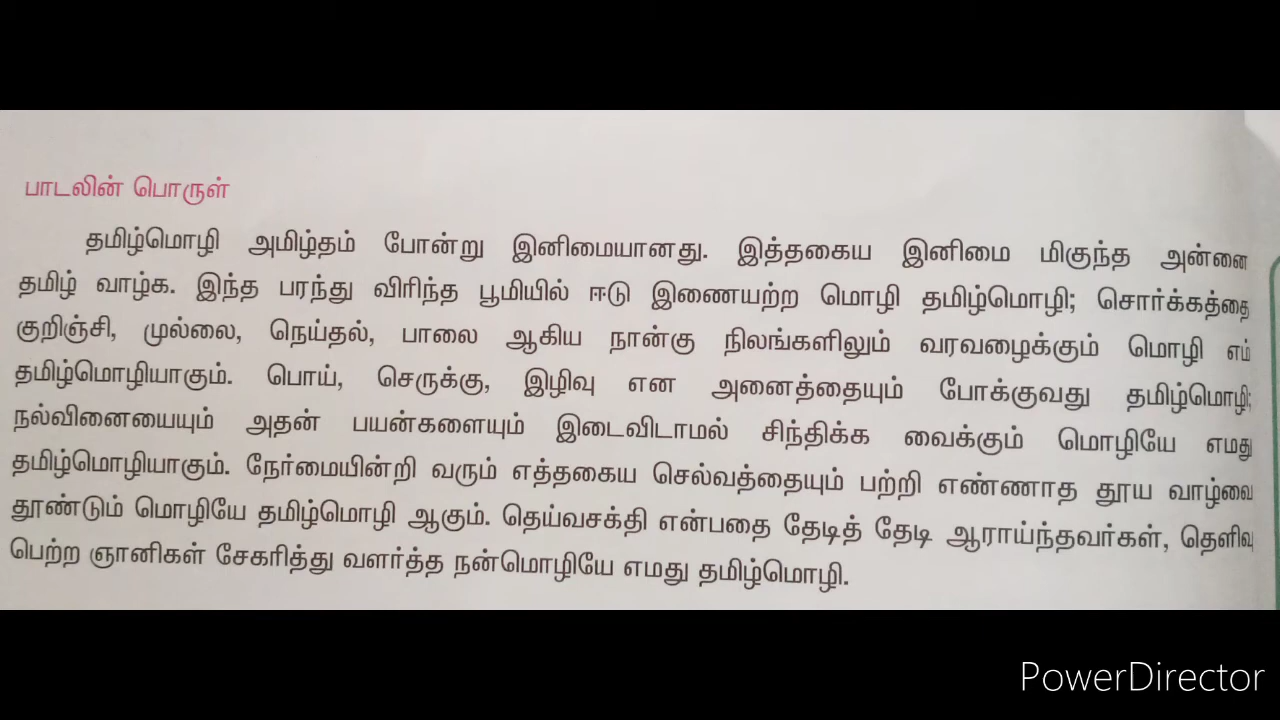 பாடலின் பொருள்
தமிழ்மொழி அமிழ்தம் போன்று இனிமையானது. இத்தகைய இனிமை மிகுந்த அன்னை
தமிழ் வாழ்க. இந்த பரந்து விரிந்த பூமியில் ஈடு இணையற்ற மொழி தமிழ்மொழி; சொர்க்கத்தை
குறிஞ்சி, முல்லை, நெய்தல், பாலை ஆகிய நான்கு நிலங்களிலும் வரவழைக்கும் மொழி எம்
தமிழ்மொழியாகும். பொய், செருக்கு, இழிவு என அனைத்தையும் போக்குவது தமிழ்மொழி;
நல்வினையையும் அதன் பயன்களையும் இடைவிடாமல் சிந்திக்க வைக்கும் மொழியே எமது
தமிழ்மொழியாகும். நேர்மையின்றி வரும் எத்தகைய செல்வத்தையும் பற்றி எண்ணாத தூய வாழ்வை
தூண்டும் மொழியே தமிழ்மொழி ஆகும். தெய்வசக்தி என்பதை தேடித் தேடி ஆராய்ந்தவர்கள், தெளிவு
பெற்ற ஞானிகள் சேகரித்து வளர்த்த நன்மொழியே எமது தமிழ்மொழி.
PowerDirector